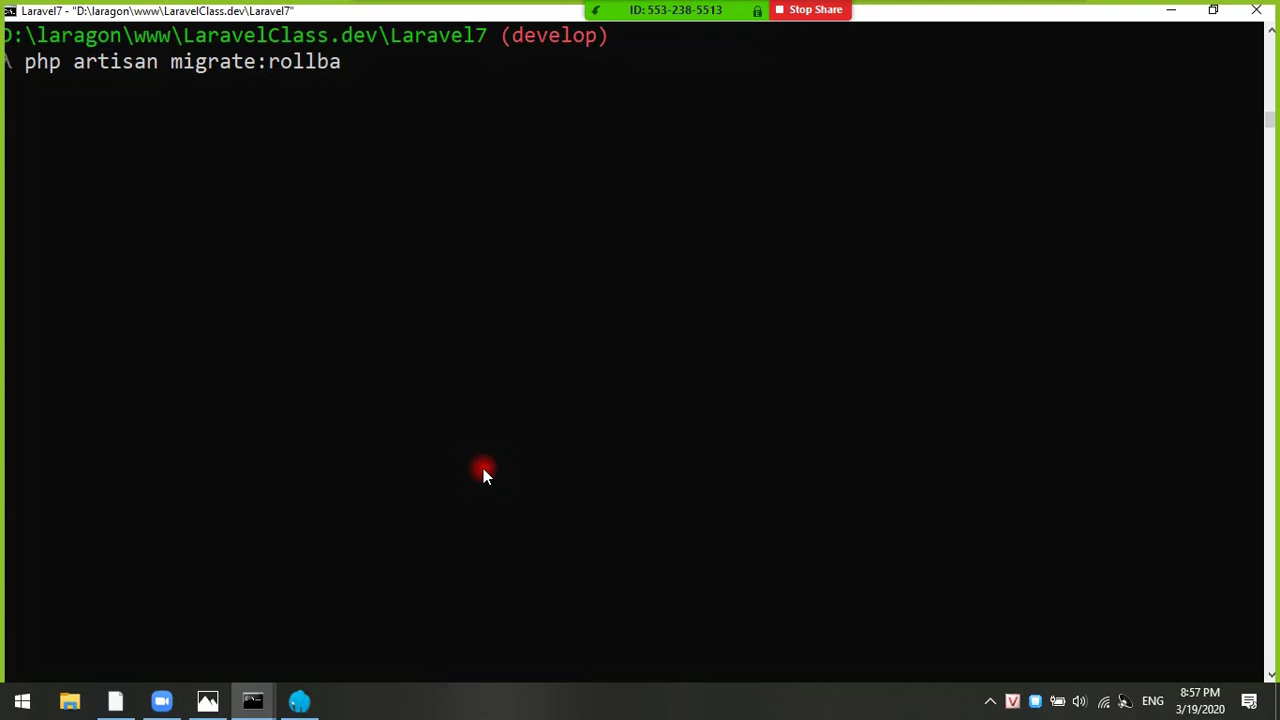 Laravel7 - "D:\laragon\www\LaravelClass.dev\Laravel7"
ID: 553-238-5513
Stop Share
D:\laragon\www\LaravelClass.dev\Laravel7 (develop)
λ php artisan migrate:rollba
ENG
8:57 PM
3/19/2020